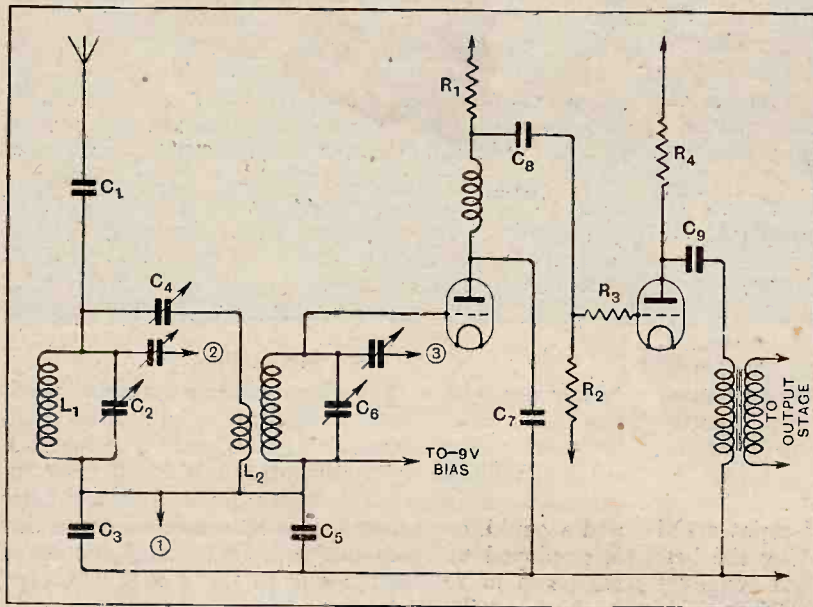 R1
C8
R4
C1
C9
C4
R3
②
③
L1
C2
C6
R2
C7
L2
TO -9V
BIAS
TO
OUTPUT
STAGE
C3
①
C5